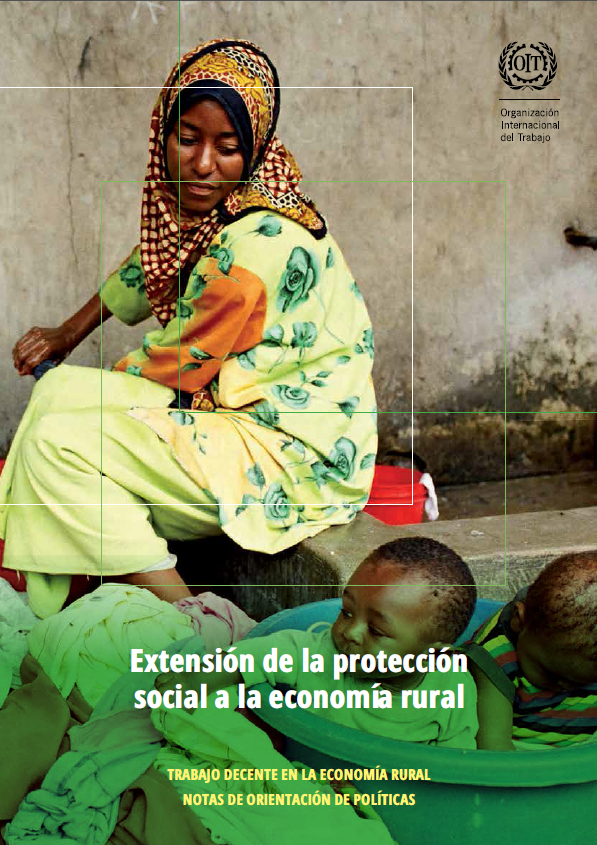 OIT
Organización
Internacional
del Trabajo
Extensión de la protección
social a la economía rural
TRABAJO DECENTE EN LA ECONOMÍA RURAL
NOTAS DE ORIENTACIÓN DE POLÍTICAS